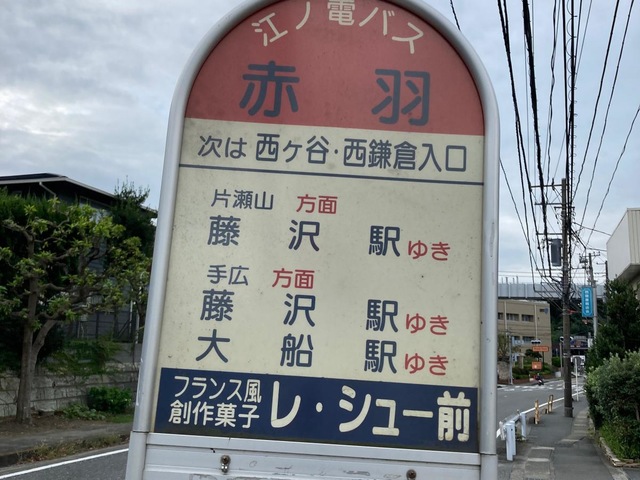 江ノ電バス
赤羽
次は 西ヶ谷・西鎌倉入口
片瀬山 方面
藤沢駅ゆき
手広 方面
藤沢駅ゆき
大船駅ゆき
フランス風
創作菓子 レ・シュー前